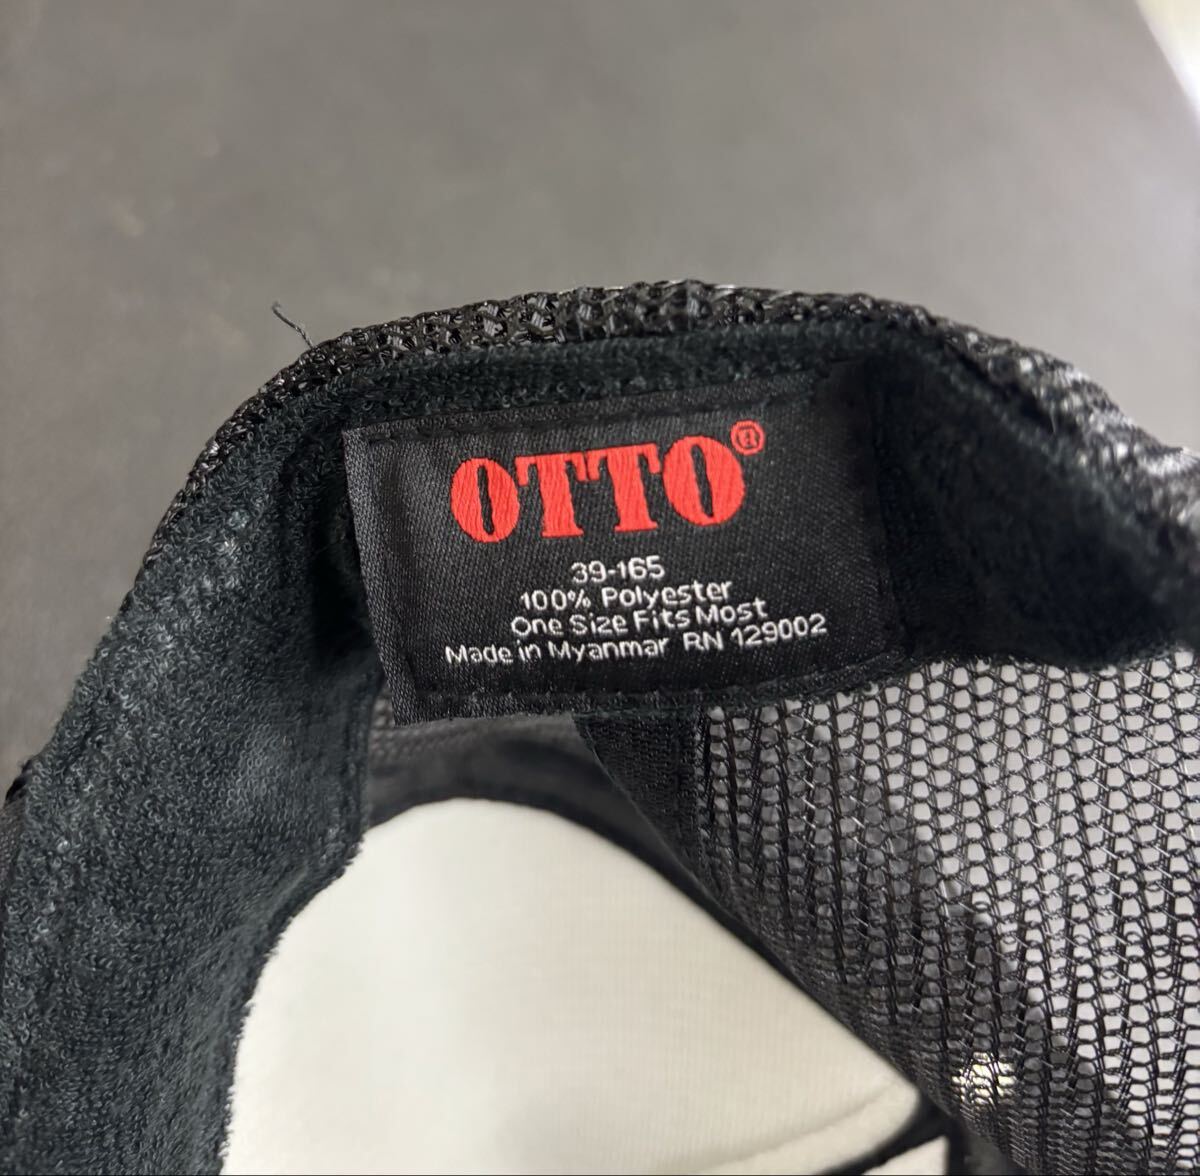 OTTO®
39-165
100% Polyester
One Size Fits Most
Made in Myanmar RN 129002